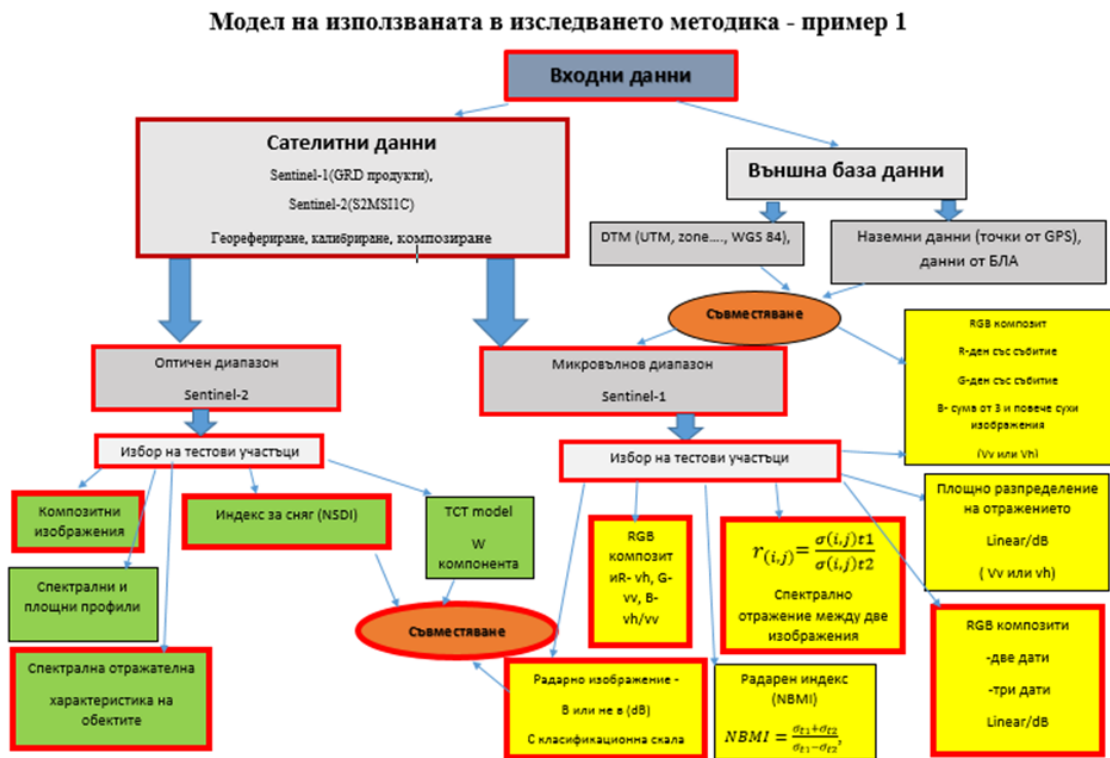 Модел на използваната в изследването методика - пример 1
Входни данни
Сателитни данни
Sentinel-1(GRD продукти),
Sentinel-2(S2MSI1C)
Георефериране, калибриране, композиране
Външна база данни
DTM (UTM, zone...., WGS 84),
Наземни данни (точки от GPS),
данни от БЛА
Съвместяване
Оптичен диапазон
Sentinel-2
Микровълнов диапазон
Sentinel-1
RGB композит
R-ден със събитие
G-ден със събитие
B- сума от 3 и повече сухи
изображения
(Vv или Vh)
Избор на тестови участъци
Избор на тестови участъци
Композитни
изображения
Индекс за сняг (NSDI)
TCT model
W
компонента
Спектрални и
площни профили
Съвместяване
Спектрална отражателна
характеристика на
обектите
RGB
композит
иR- vh, G-
vv, B-
vh/vv
r(i,j)= σ(i,j)t1 / σ(i,j)t2
Спектрално
отражение между две
изображения
Площно разпределение
на отражението
Linear/dB
( Vv или vh)
Радарно изображение -
В или не в (dB)
С класификационна скала
Радарен индекс
(NBMI)
NBMI = σt1+σt2 / σt1−σt2,
RGB композити
-две дати
-три дати
Linear/dB